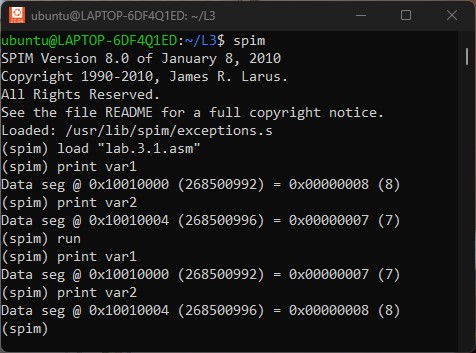 ubuntu@LAPTOP-6DF4Q1ED: ~/L3
ubuntu@LAPTOP-6DF4Q1ED:~/L3$ spim
SPIM Version 8.0 of January 8, 2010
Copyright 1990-2010, James R. Larus.
All Rights Reserved.
See the file README for a full copyright notice.
Loaded: /usr/lib/spim/exceptions.s
(spim) load "lab.3.1.asm"
(spim) print var1
Data seg @ 0x10010000 (268500992) = 0x00000008 (8)
(spim) print var2
Data seg @ 0x10010004 (268500996) = 0x00000007 (7)
(spim) run
(spim) print var1
Data seg @ 0x10010000 (268500992) = 0x00000007 (7)
(spim) print var2
Data seg @ 0x10010004 (268500996) = 0x00000008 (8)
(spim)